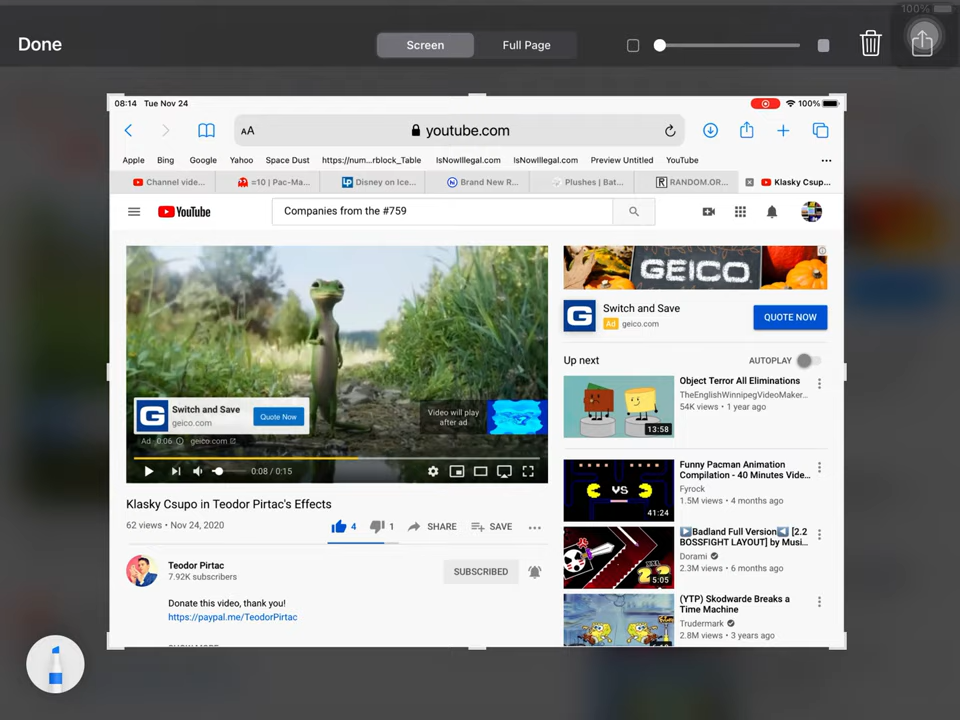 100%
Done
Screen
Full Page
08:14 Tue Nov 24
100%
AA
youtube.com
Apple Bing Google Yahoo Space Dust https://num...rblock_Table IsNowIllegal.com IsNowIllegal.com Preview Untitled YouTube
Channel vide...
=10 | Pac-Ma...
Disney on Ice...
Brand New R...
Plushes | Bat...
RANDOM.OR...
Klasky Csup...
YouTube
Companies from the #759
GEICO
Switch and Save
Ad geico.com
QUOTE NOW
Switch and Save
geico.com
Quote Now
Video will play
after ad
Ad · 0:06
geico.com
0:08 / 0:15
Up next
AUTOPLAY
Object Terror All Eliminations
TheEnglishWinnipegVideoMaker...
54K views • 1 year ago
13:58
Funny Pacman Animation
Compilation - 40 Minutes Vide...
Fyrock
1.5M views • 4 months ago
VS
41:24
Klasky Csupo in Teodor Pirtac's Effects
62 views • Nov 24, 2020
4
1
SHARE
SAVE
▶Badland Full Version◀ [2.2
BOSSFIGHT LAYOUT] by Musi...
Dorami
2.3M views • 6 months ago
5:05
Teodor Pirtac
7.92K subscribers
SUBSCRIBED
Donate this video, thank you!
https://paypal.me/TeodorPirtac
(YTP) Skodwarde Breaks a
Time Machine
Trudermark
2.8M views • 3 years ago